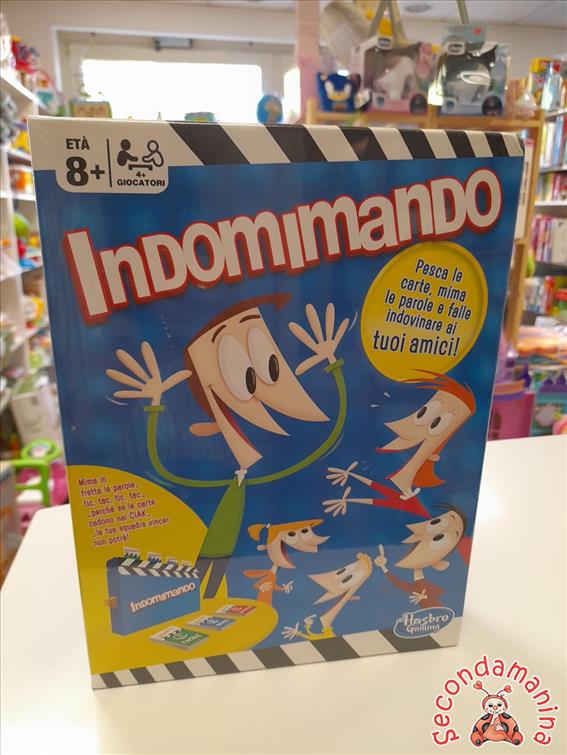 ETÀ
8+
4+
GIOCATORI
INDOMIMANDO
Pesca le
carte, mima
le parole e falle
indovinare ai
tuoi amici!
Mima in
fretta le parole...
tic, tac, tic, tac...
...perché se le carte
cadono nel CIAK...
...la tua squadra vincer
non potrà!
INDOMIMANDO
Hasbro
Gaming
Secondamanina